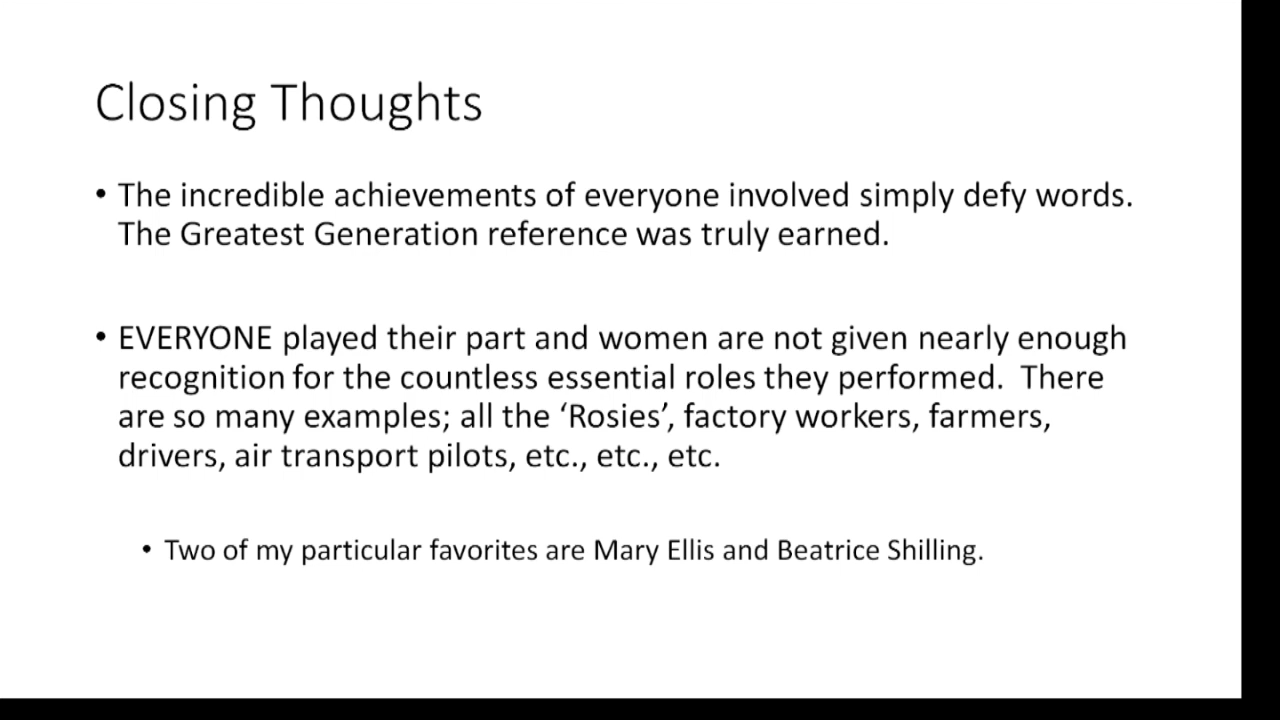 Closing Thoughts
• The incredible achievements of everyone involved simply defy words.
The Greatest Generation reference was truly earned.
• EVERYONE played their part and women are not given nearly enough
recognition for the countless essential roles they performed.  There
are so many examples; all the ‘Rosies’, factory workers, farmers,
drivers, air transport pilots, etc., etc., etc.
• Two of my particular favorites are Mary Ellis and Beatrice Shilling.